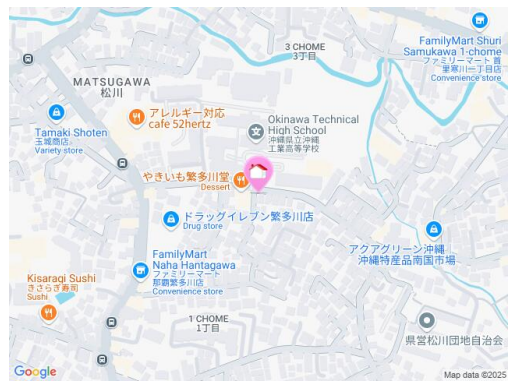 FamilyMart Shuri
Samukawa 1-chome
ファミリーマート 首
里寒川一丁目店
Convenience store
3 CHOME
3丁目
MATSUGAWA
松川
アレルギー対応
cafe 52hertz
Tamaki Shoten
玉城商店
Variety store
Okinawa Technical
High School
沖縄県立沖縄
工業高等学校
やきいも繁多川堂
Dessert
ドラッグイレブン繁多川店
Drug store
アクアグリーン沖縄
沖縄特産品南国市場
FamilyMart
Naha Hantagawa
ファミリーマート
那覇繁多川店
Convenience store
Kisaragi Sushi
きさらぎ寿司
Sushi
1 CHOME
1丁目
県営松川団地自治会
Google
Map data ©2025